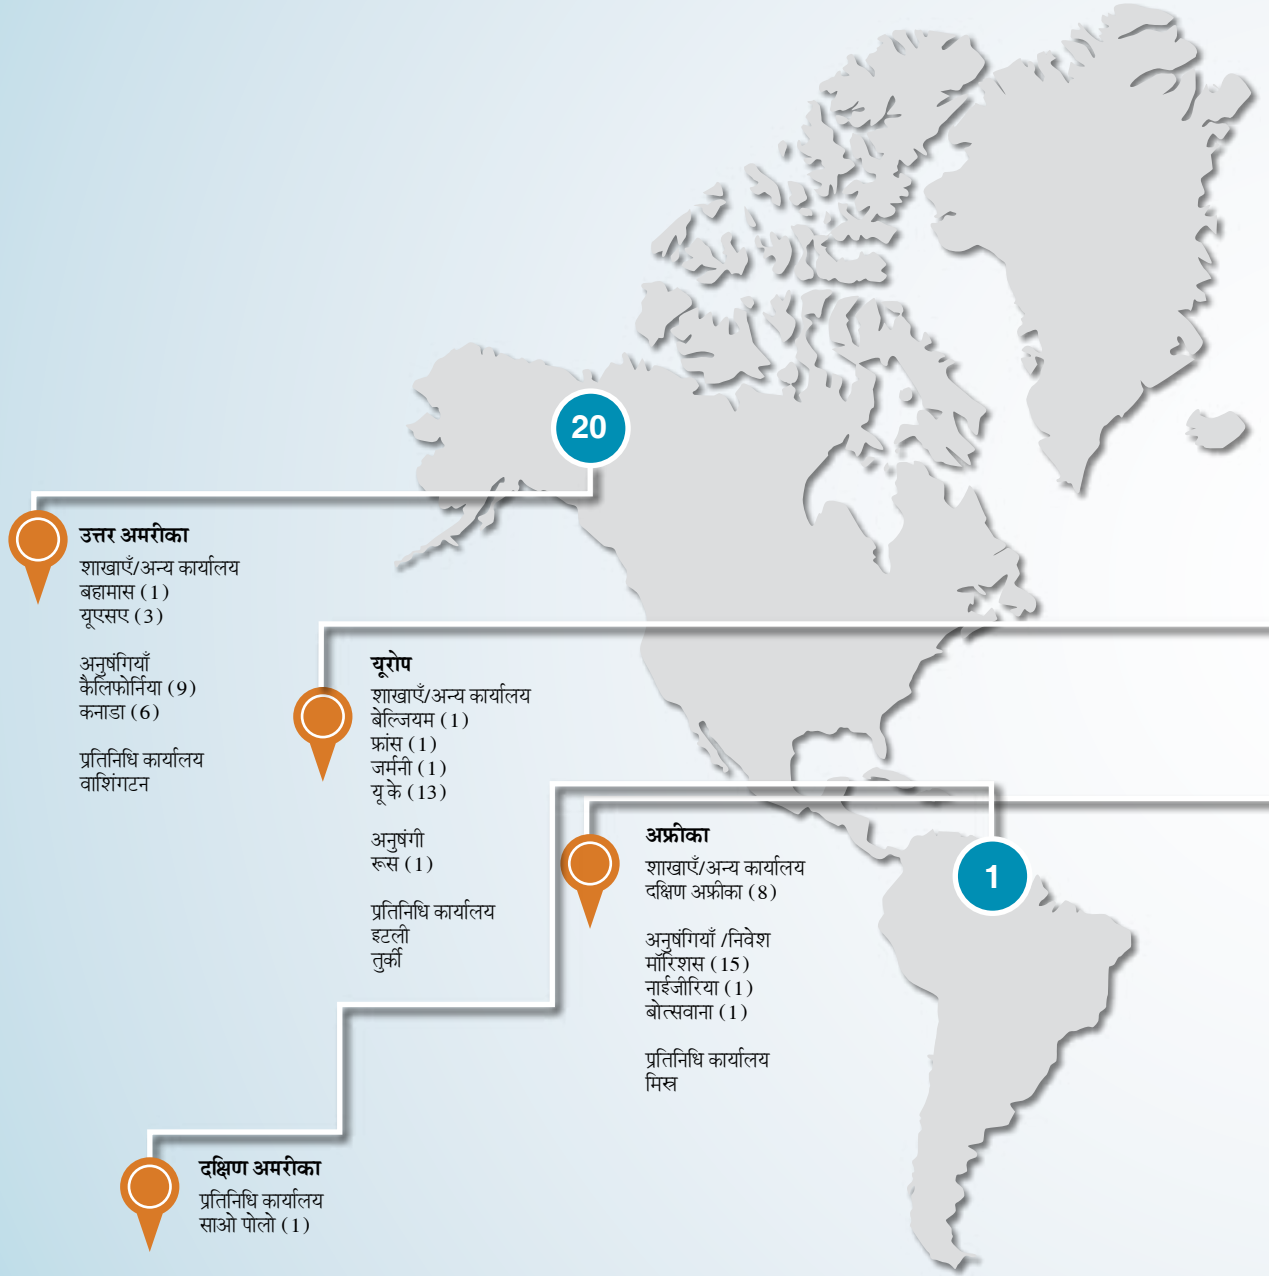 20
उत्तर अमरीका
शाखाएँ/अन्य कार्यालय
बहामास (1)
यूएसए (3)
अनुषंगियाँ
कैलिफोर्निया (9)
कनाडा (6)
प्रतिनिधि कार्यालय
वाशिंगटन
यूरोप
शाखाएँ/अन्य कार्यालय
बेल्जियम (1)
फ्रांस (1)
जर्मनी (1)
यू के (13)
अनुषंगी
रूस (1)
प्रतिनिधि कार्यालय
इटली
तुर्की
अफ्रीका
शाखाएँ/अन्य कार्यालय
दक्षिण अफ्रीका (8)
अनुषंगियाँ /निवेश
मॉरिशस (15)
नाईजीरिया (1)
बोत्सवाना (1)
प्रतिनिधि कार्यालय
मिस्र
1
दक्षिण अमरीका
प्रतिनिधि कार्यालय
साओ पोलो (1)